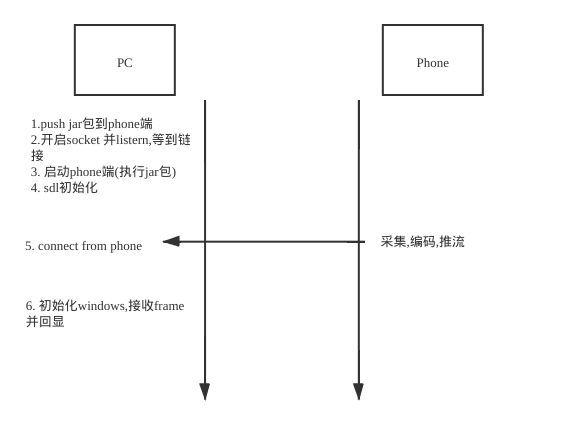 PC
Phone
1.push jar包到phone端
2.开启socket 并listern,等到链
接
3. 启动phone端(执行jar包)
4. sdl初始化
5. connect from phone
采集,编码,推流
6. 初始化windows,接收frame
并回显